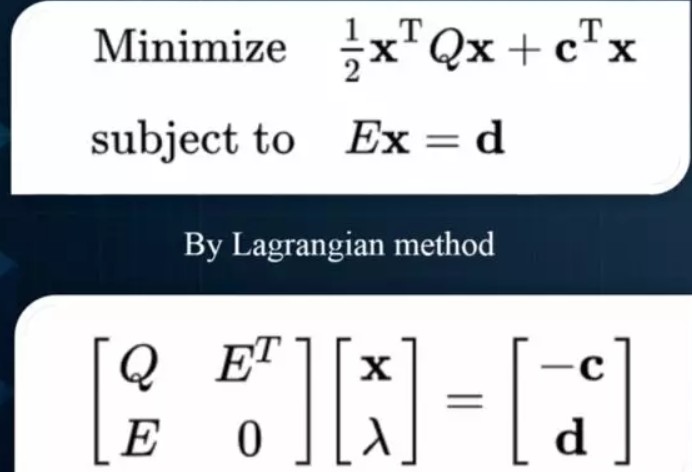 Minimize ½xᵀQx + cᵀx
subject to Ex = d
By Lagrangian method
[Q Eᵀ] [x] = [−c]
[E 0] [λ] [d]